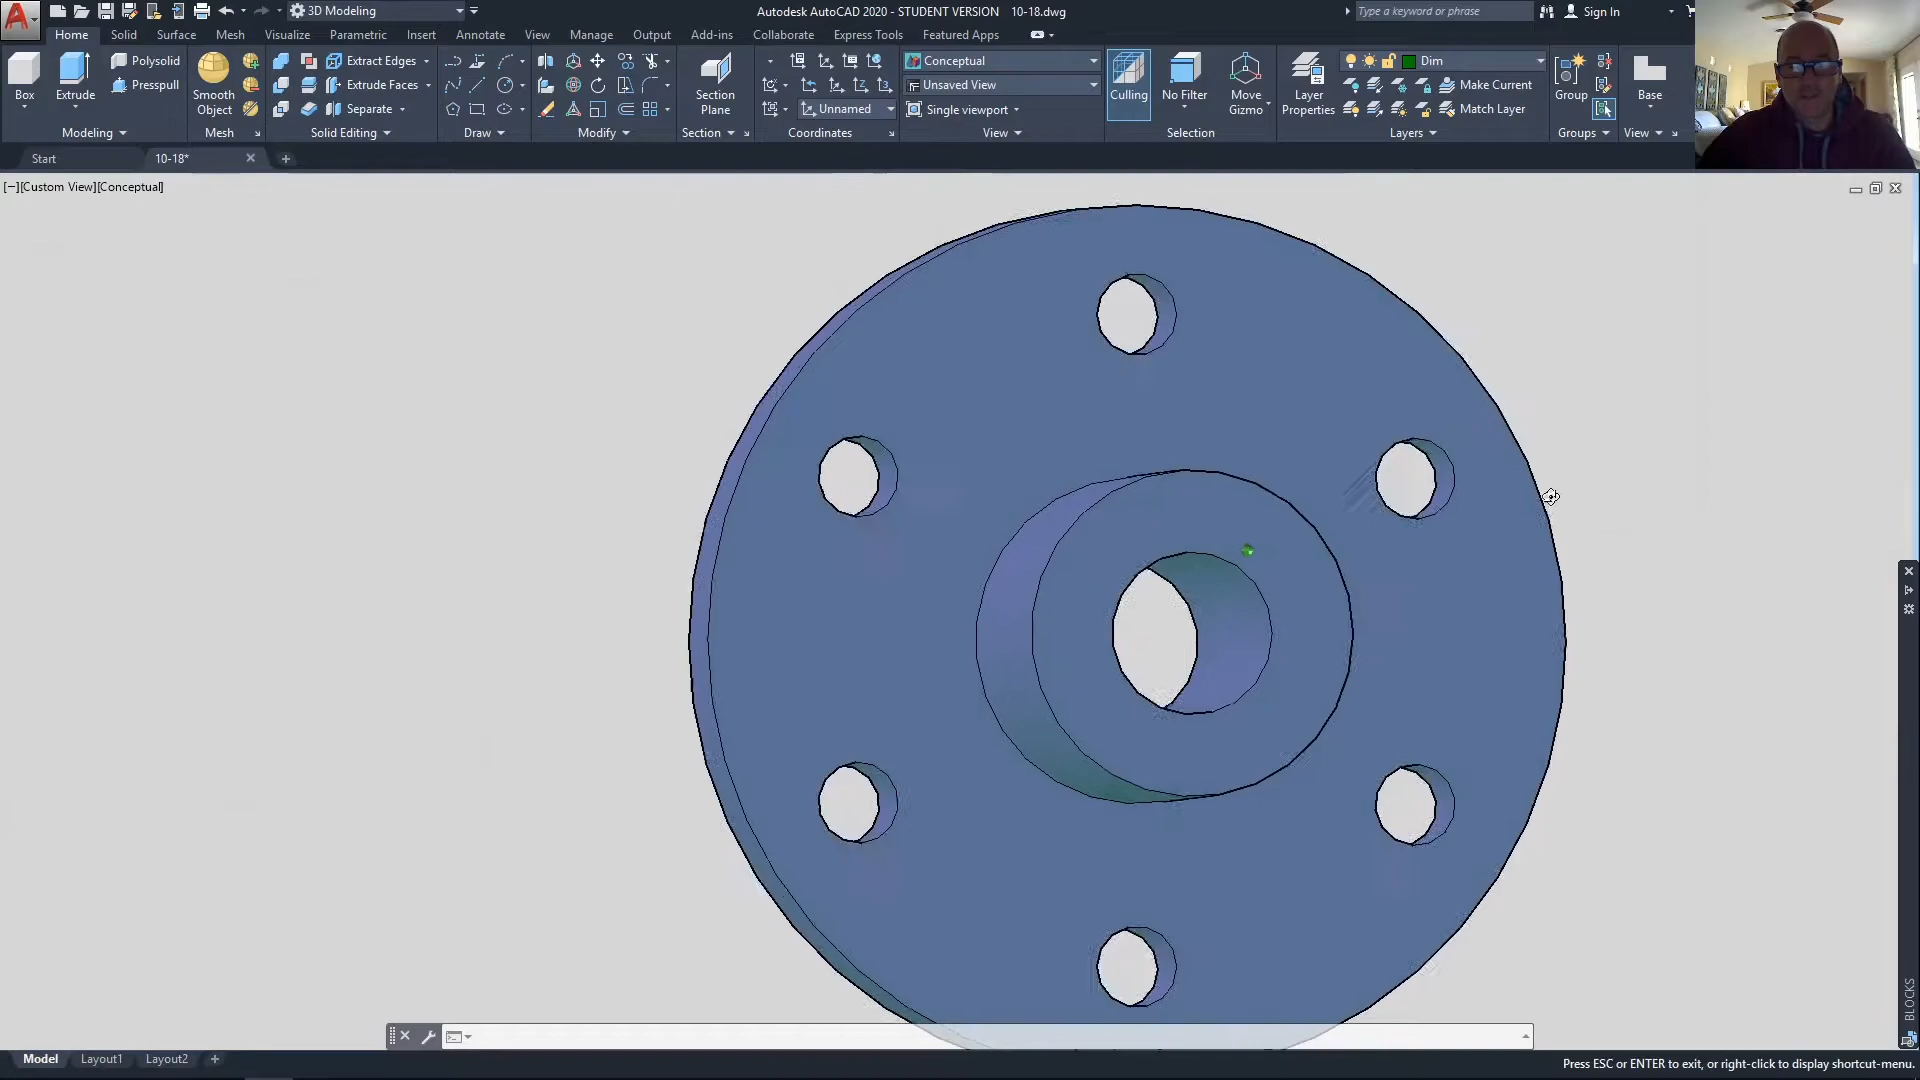 3D Modeling
Autodesk AutoCAD 2020 - STUDENT VERSION 10-18.dwg
Type a keyword or phrase
Sign In
Home Solid Surface Mesh Visualize Parametric Insert Annotate View Manage Output Add-ins Collaborate Express Tools Featured Apps
Box
Extrude
Polysolid
Presspull
Modeling
Smooth
Object
Mesh
Extract Edges
Extrude Faces
Separate
Solid Editing
Draw
Modify
Section
Plane
Section
Unnamed
Coordinates
Conceptual
Unsaved View
Single viewport
View
Culling
No Filter
Move
Gizmo
Selection
Layer
Properties
Dim
Make Current
Match Layer
Layers
Group
Groups
Base
View
Start
10-18*
[−][Custom View][Conceptual]
BLOCKS
Model Layout1 Layout2
Press ESC or ENTER to exit, or right-click to display shortcut-menu.